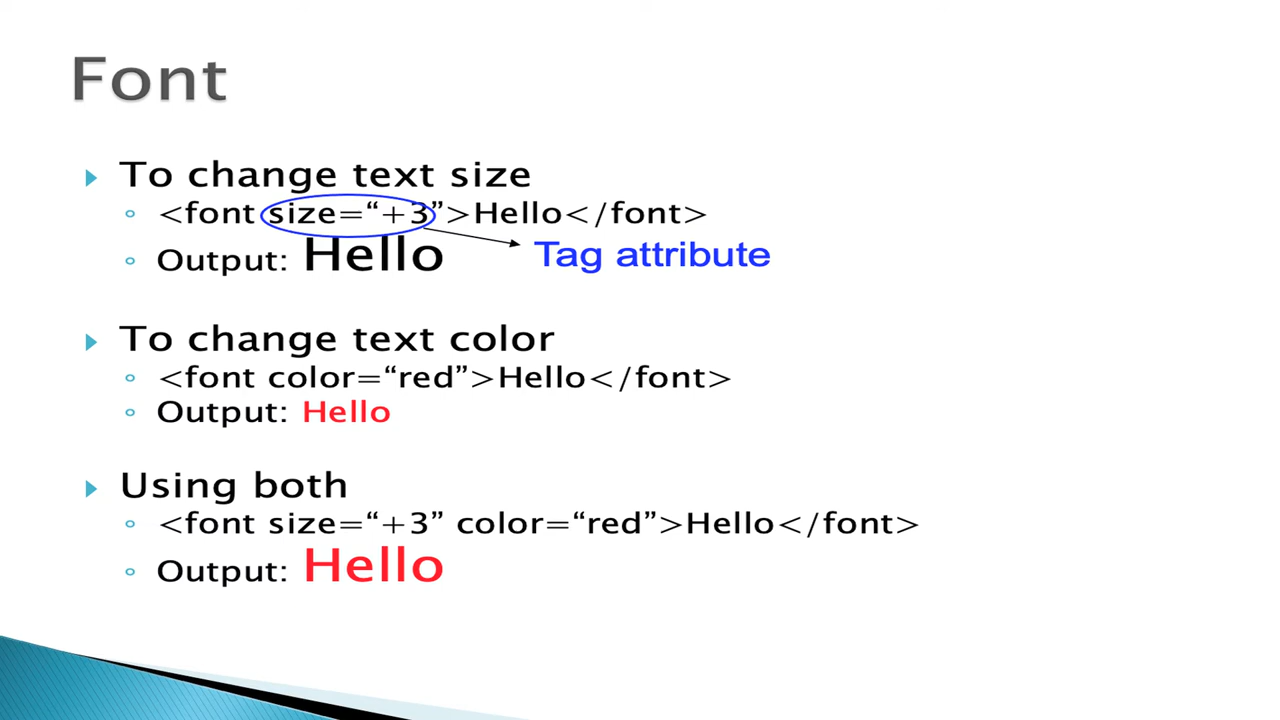 Font
To change text size
<font size=“+3”>Hello</font>
Output: Hello
Tag attribute
To change text color
<font color=“red”>Hello</font>
Output: Hello
Using both
<font size=“+3” color=“red”>Hello</font>
Output: Hello